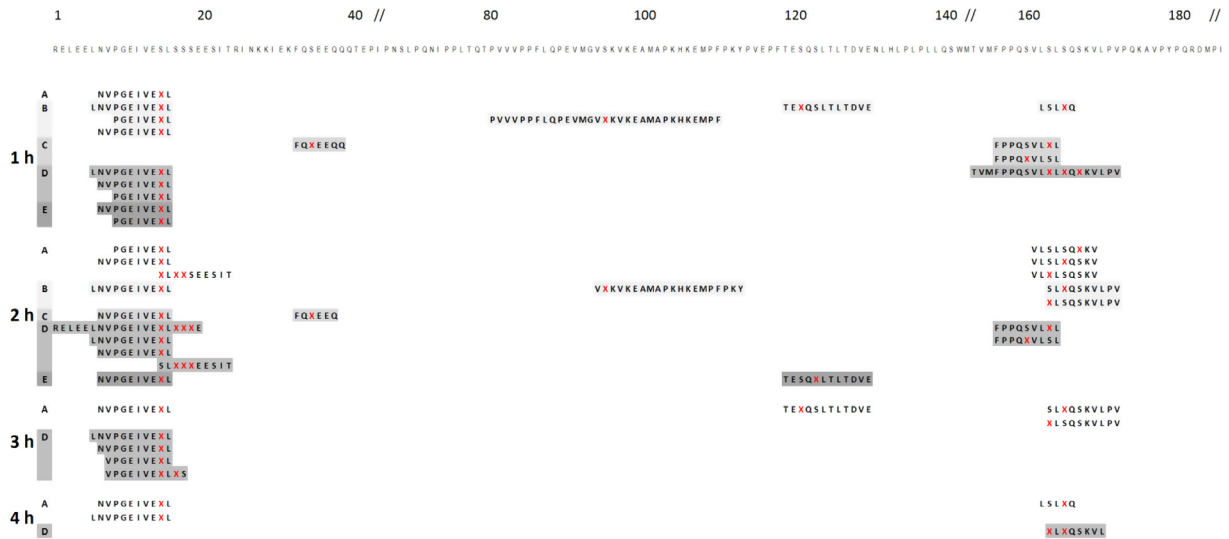 1 20 40 // 80 100 120 140 // 160 180 //
RELEELNVPGEIVESLSSSEESITRINKKIEKFQSEEQQQTEPIPNSLPQNIPPLTQTPVVVPPFLQPEVMGVSKVKEAMAPKHKEMPFPKYPVEPFTESQSLTLTDVENLHLPLPLLQSWMTVMFPPQSVLSLSQSKVLPVPQKAVPYPQRDMPI
A NVPGEIVEXL
B LNVPGEIVEXL TEXQSLTLTDVE LSLXQ
PGEIVEXL PVVVPPFLQPEVMGVXKVKEAMAPKHKEMPF
NVPGEIVEXL
C FQXEEQQ FPPQSVLXL
1 h FPPQXVLSL
D LNVPGEIVEXL TVMFPPQSVLXLXQXKVLPV
NVPGEIVEXL
PGEIVEXL
E NVPGEIVEXL
PGEIVEXL
A PGEIVEXL VLSLSQXKV
NVPGEIVEXL VLSLXQSKV
XLXXSEESIT VLXLSQSKV
B LNVPGEIVEXL VXKVKEAMAPKHKEMPFPKY SLXQSKVLPV
XLSQSKVLPV
2 h
C NVPGEIVEXL FQXEEQ
D RELEELNVPGEIVEXLXXXE FPPQSVLXL
LNVPGEIVEXL FPPQXVLSL
NVPGEIVEXL
SLXXXEESIT
E NVPGEIVEXL TESQXLTLTDVE
A NVPGEIVEXL TEXQSLTLTDVE SLXQSKVLPV
XLSQSKVLPV
3 h D LNVPGEIVEXL
NVPGEIVEXL
VPGEIVEXL
VPGEIVEXLXS
A NVPGEIVEXL LSLXQ
4 h LNVPGEIVEXL
D XLXQSKVL